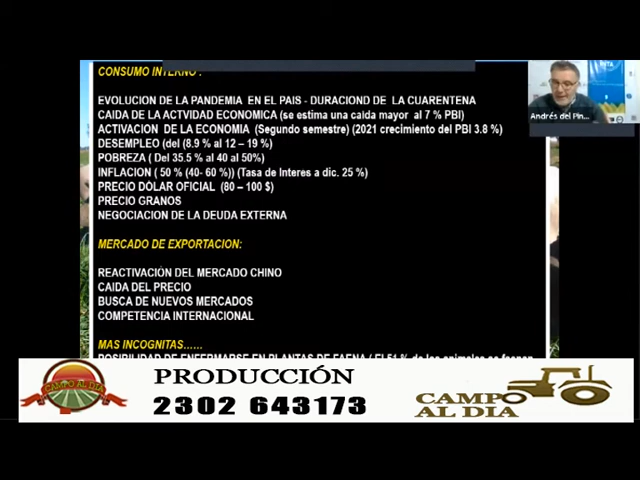 CONSUMO INTERNO :
EVOLUCION DE LA PANDEMIA EN EL PAIS - DURACIOND DE LA CUARENTENA
CAIDA DE LA ACTVIDAD ECONOMICA (se estima una caida mayor al 7 % PBI)
ACTIVACION DE LA ECONOMIA (Segundo semestre) (2021 crecimiento del PBI 3.8 %)
DESEMPLEO (del (8.9 % al 12 – 19 %)
POBREZA ( Del 35.5 % al 40 al 50%)
INFLACION ( 50 % (40- 60 %)) (Tasa de Interes a dic. 25 %)
PRECIO DÒLAR OFICIAL (80 – 100 $)
PRECIO GRANOS
NEGOCIACION DE LA DEUDA EXTERNA
MERCADO DE EXPORTACION:
REACTIVACIÒN DEL MERCADO CHINO
CAIDA DEL PRECIO
BUSCA DE NUEVOS MERCADOS
COMPETENCIA INTERNACIONAL
MAS INCOGNITAS......
POSIBILIDAD DE ENFERMARSE EN PLANTAS DE FAENA ( El 51 % de los animales se faenan
Andrés del Pin...
CAMPO AL DIA
PRODUCCIÓN
2302 643173
CAMPO
AL DIA